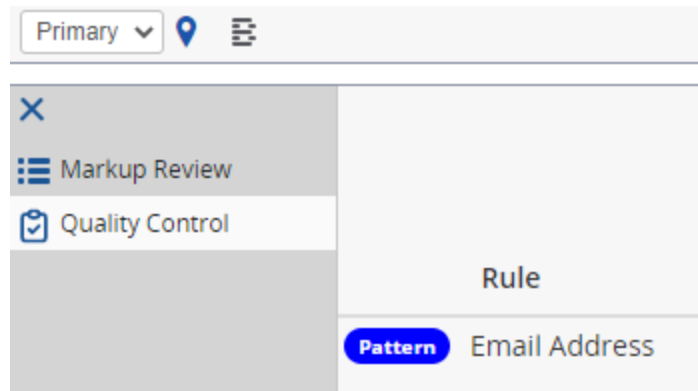 Primary
Markup Review
Quality Control
Rule
Pattern Email Address